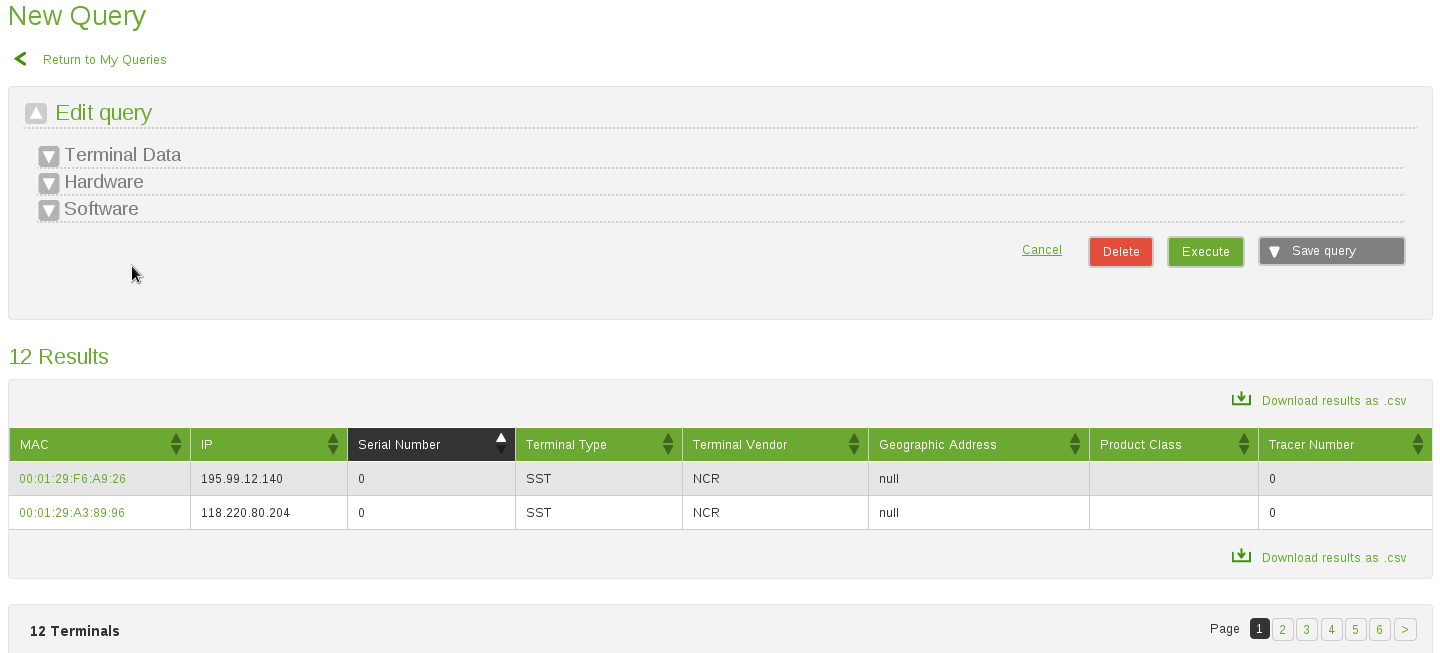 New Query
Return to My Queries
Edit query
Terminal Data
Hardware
Software
Cancel Delete Execute Save query
12 Results
Download results as .csv
MAC IP Serial Number Terminal Type Terminal Vendor Geographic Address Product Class Tracer Number
00:01:29:F6:A9:26 195.99.12.140 0 SST NCR null 0
00:01:29:A3:89:96 118.220.80.204 0 SST NCR null 0
Download results as .csv
12 Terminals Page 1 2 3 4 5 6 >